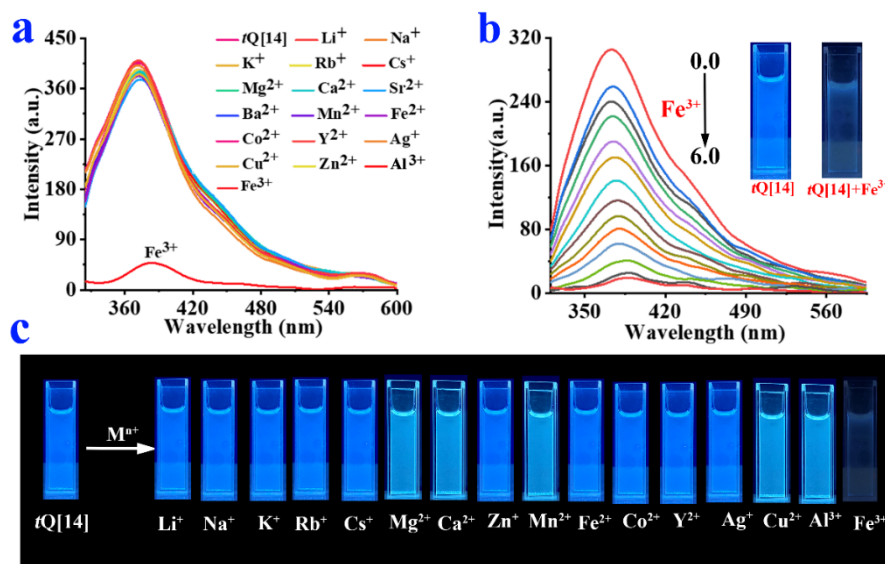 a
450
360
270
180
90
0
Intensity(a.u.)
tQ[14] Li⁺ Na⁺
K⁺ Rb⁺ Cs⁺
Mg²⁺ Ca²⁺ Sr²⁺
Ba²⁺ Mn²⁺ Fe²⁺
Co²⁺ Y²⁺ Ag⁺
Cu²⁺ Zn²⁺ Al³⁺
Fe³⁺
Fe³⁺
360 420 480 540 600
Wavelength (nm)
b
320
240
160
80
0
Intensity(a.u.)
0.0
Fe³⁺
6.0
tQ[14] tQ[14]+Fe³⁺
350 420 490 560
Wavelength (nm)
c
Mⁿ⁺
tQ[14] Li⁺ Na⁺ K⁺ Rb⁺ Cs⁺ Mg²⁺ Ca²⁺ Zn⁺ Mn²⁺ Fe²⁺ Co²⁺ Y²⁺ Ag⁺ Cu²⁺ Al³⁺ Fe³⁺